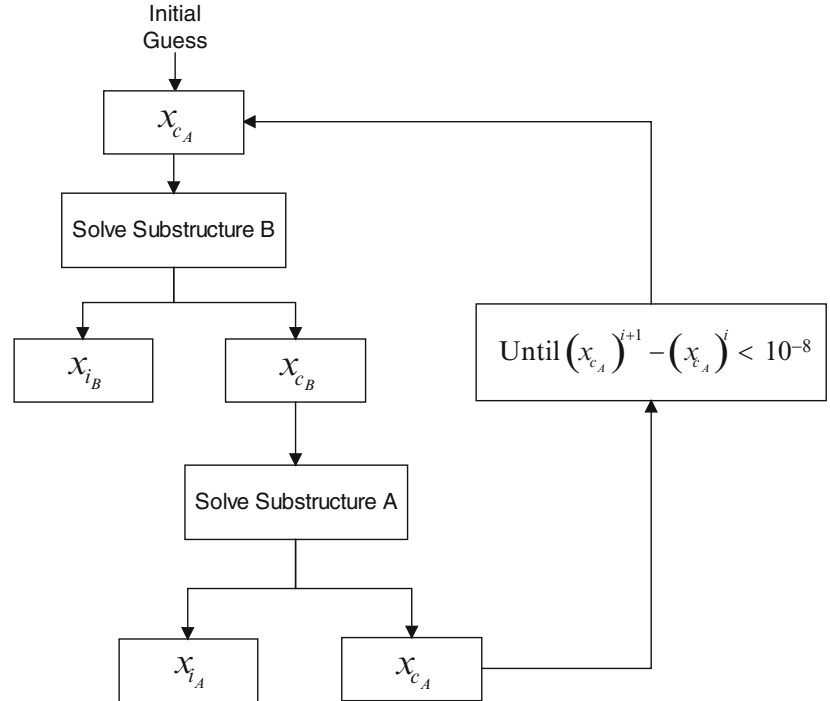 Initial
Guess
x_{c_A}
Solve Substructure B
x_{i_B}
x_{c_B}
Until (x_{c_A})^{i+1} – (x_{c_A})^{i} < 10^{–8}
Solve Substructure A
x_{i_A}
x_{c_A}